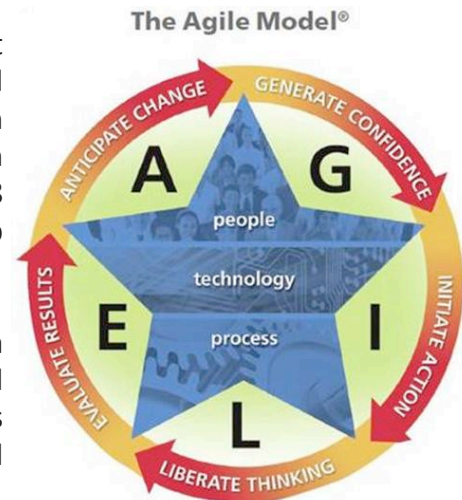 The Agile Model®
ANTICIPATE CHANGE
GENERATE CONFIDENCE
A
G
people
technology
INITIATE ACTION
EVALUATE RESULTS
E
I
process
L
LIBERATE THINKING